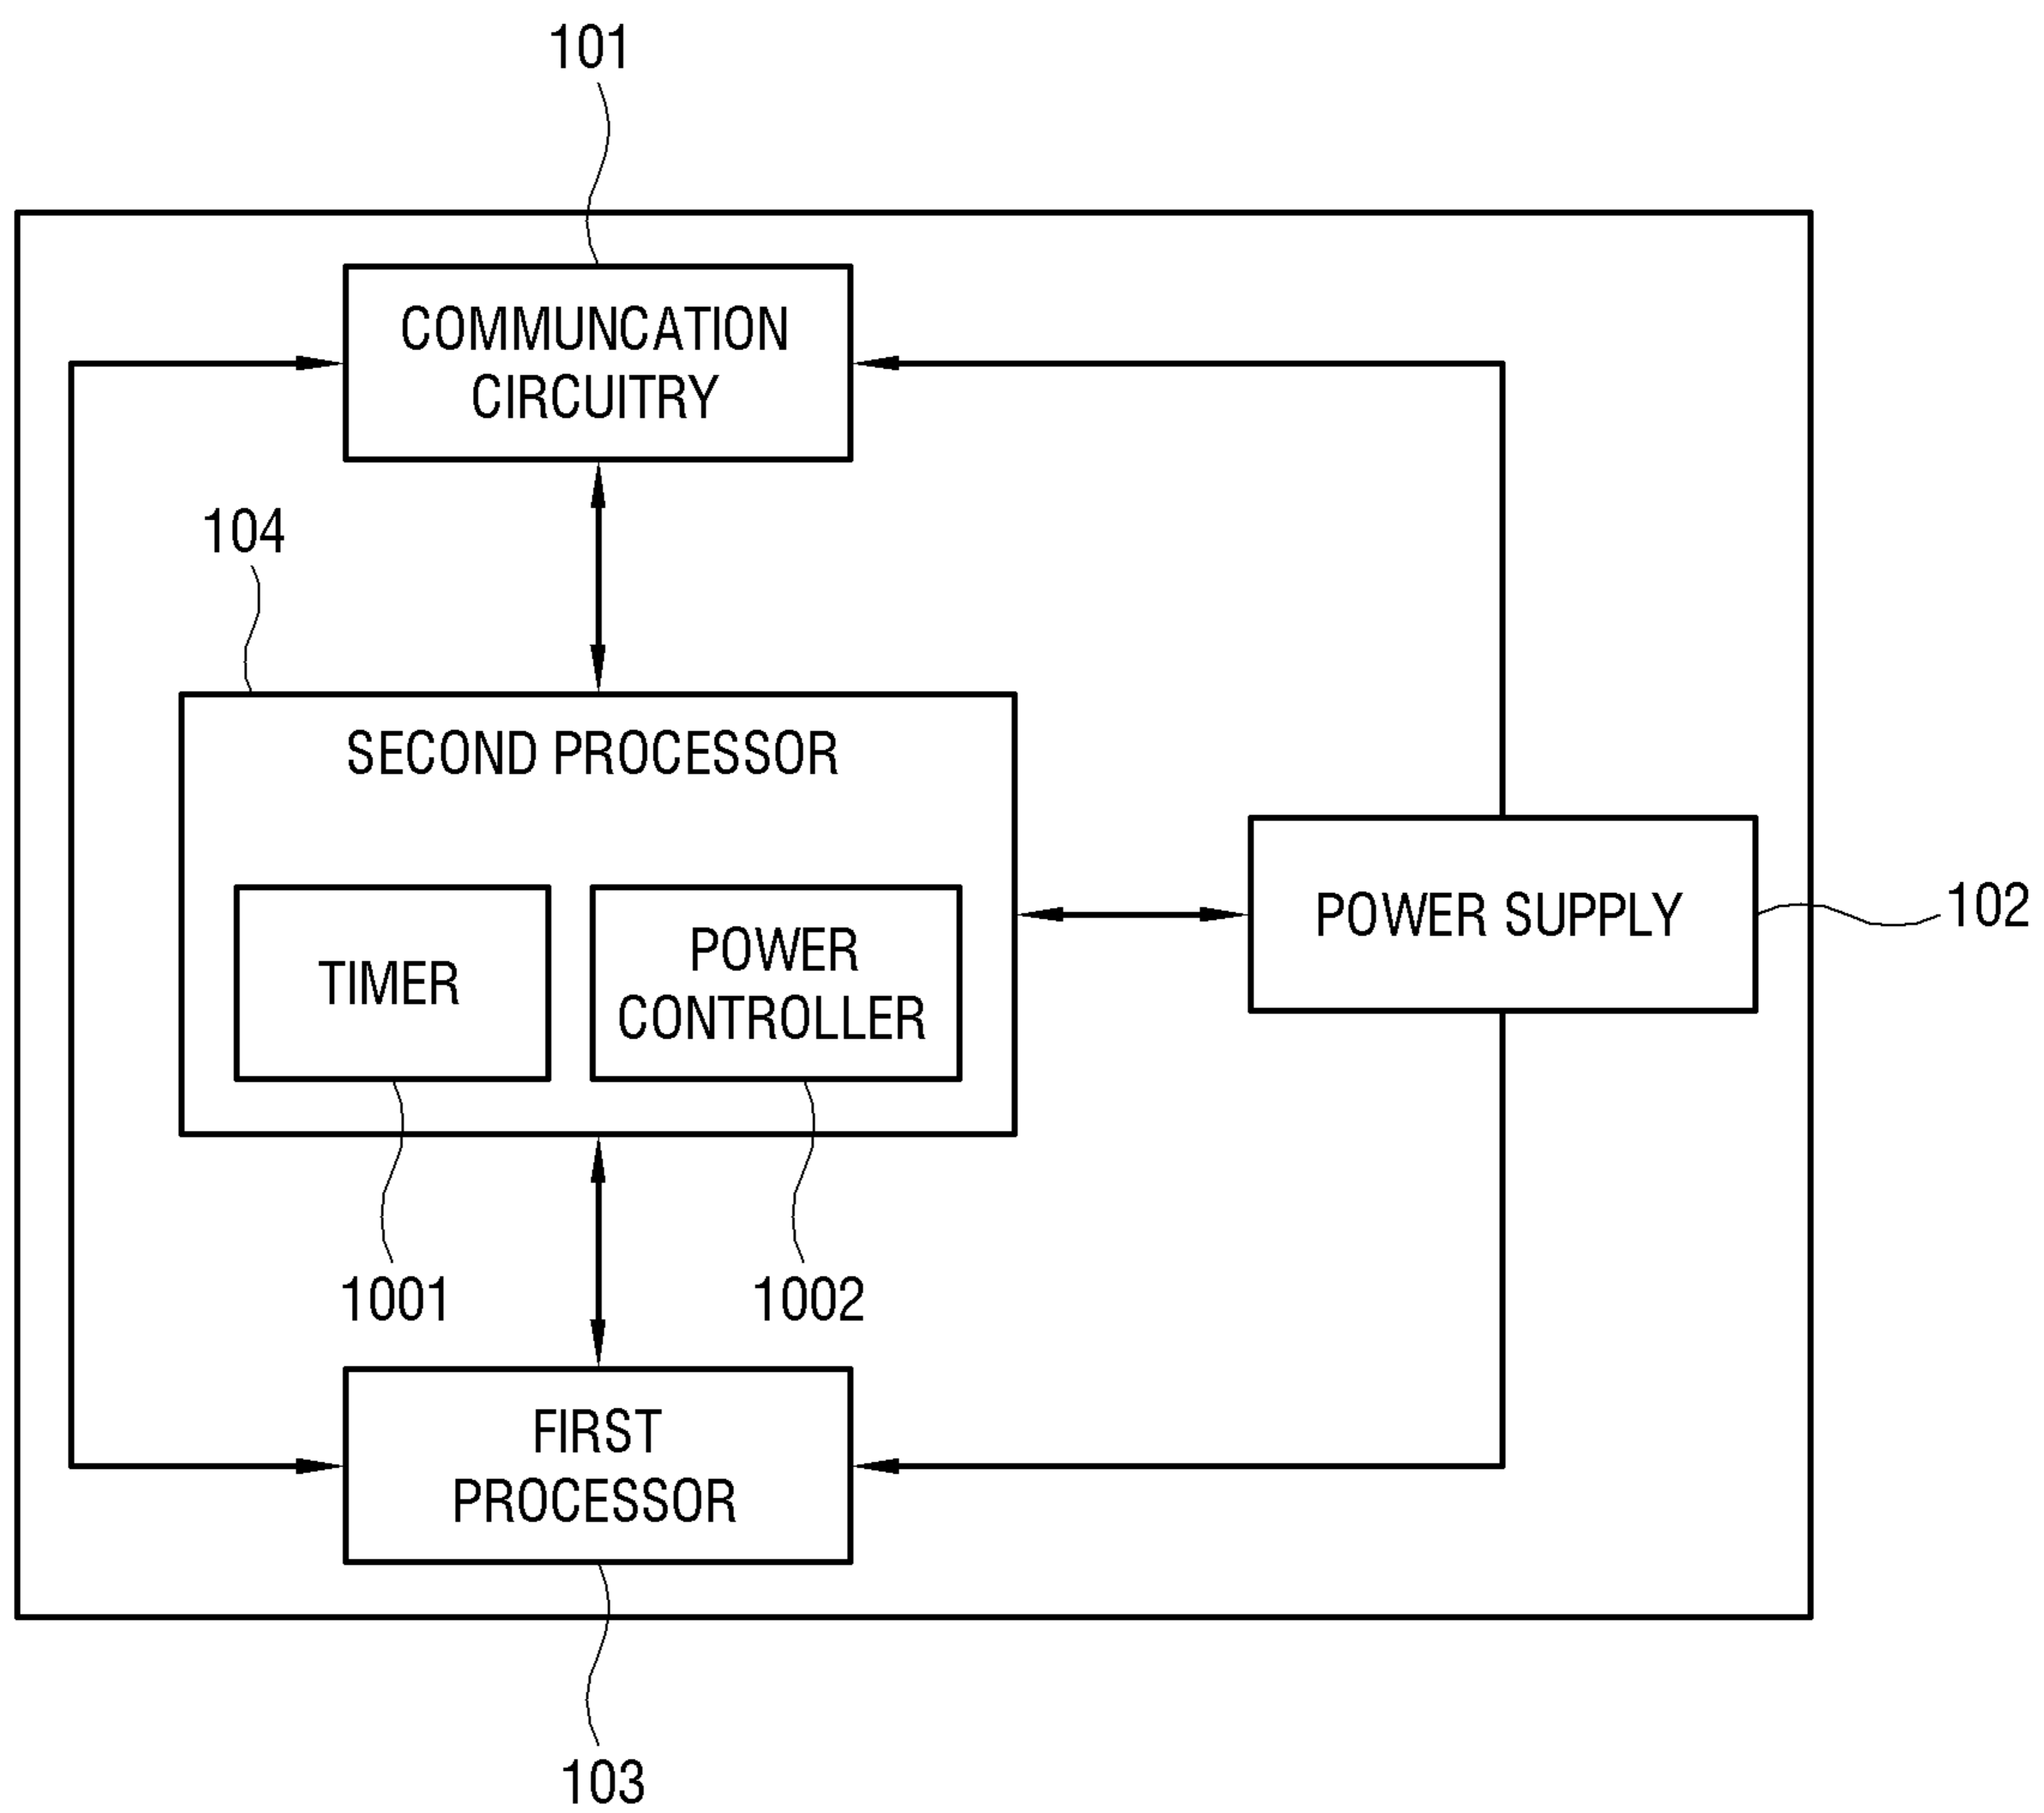 101
COMMUNCATION
CIRCUITRY
104
SECOND PROCESSOR
TIMER
POWER
CONTROLLER
POWER SUPPLY
102
1001
1002
FIRST
PROCESSOR
103